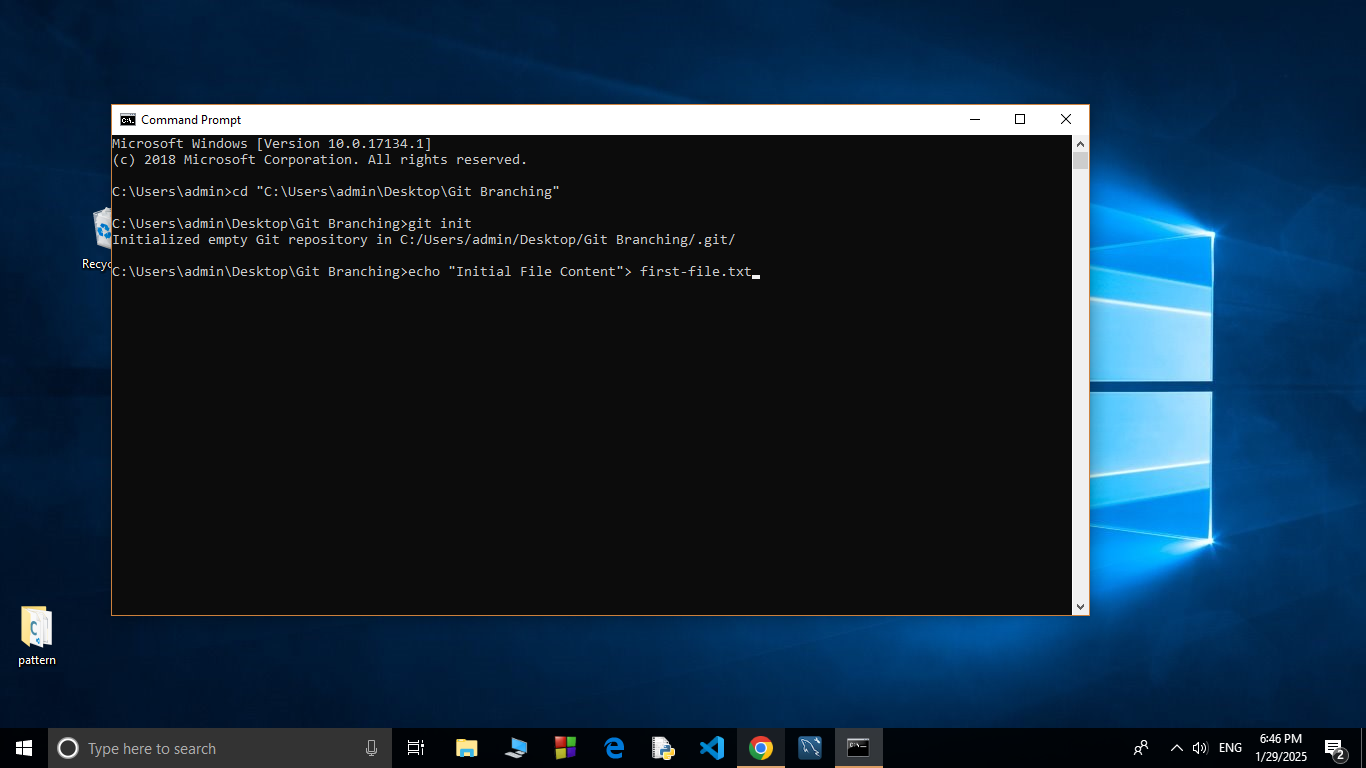 Command Prompt
Microsoft Windows [Version 10.0.17134.1]
(c) 2018 Microsoft Corporation. All rights reserved.
C:\Users\admin>cd "C:\Users\admin\Desktop\Git Branching"
C:\Users\admin\Desktop\Git Branching>git init
Initialized empty Git repository in C:/Users/admin/Desktop/Git Branching/.git/
Recyc
C:\Users\admin\Desktop\Git Branching>echo "Initial File Content"> first-file.txt
pattern
Type here to search
ENG
6:46 PM
1/29/2025
2